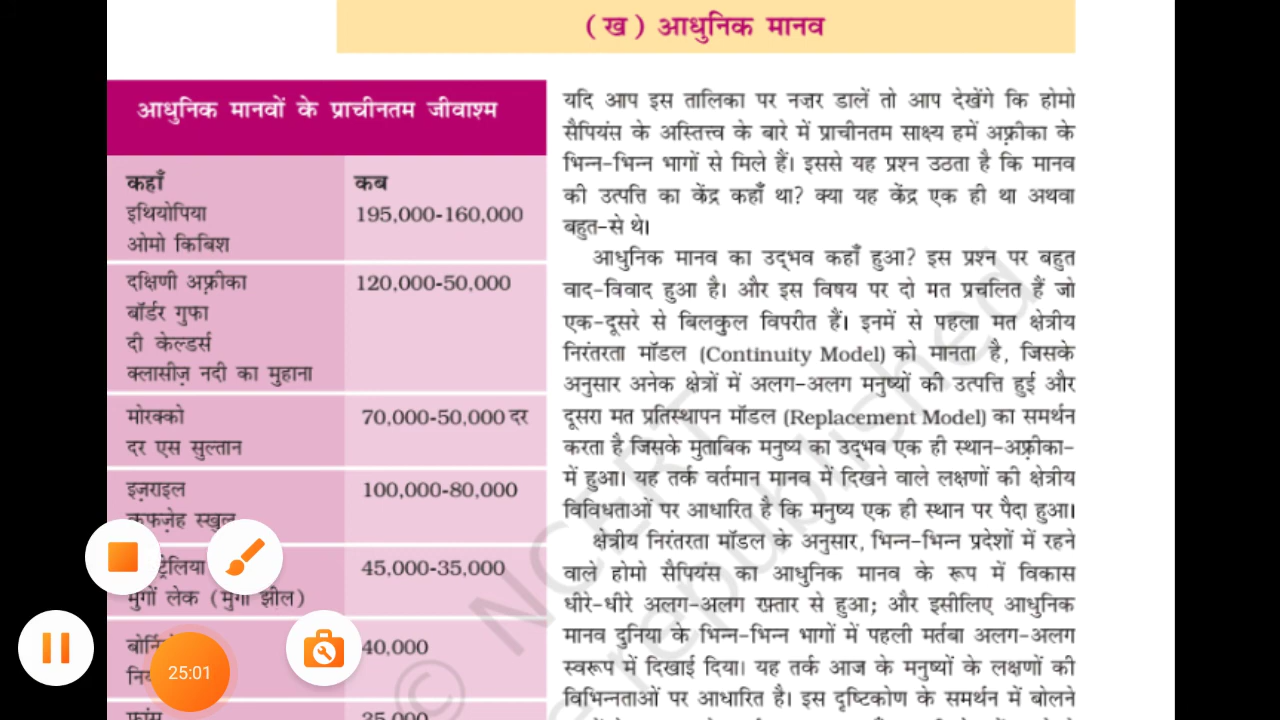 ( ख ) आधुनिक मानव
आधुनिक मानवों के प्राचीनतम जीवाश्म
कहाँ कब
इथियोपिया 195,000-160,000
ओमो किबिश
दक्षिणी अफ़्रीका 120,000-50,000
बॉर्डर गुफा
दी केल्डर्स
क्लासीज़ नदी का मुहाना
मोरक्को 70,000-50,000 दर
दर एस सुल्तान
इज़राइल 100,000-80,000
कफज़ेह स्खुल
45,000-35,000
मुंगो लेक (मुंगो झील)
40,000
फ्रांस 35,000
यदि आप इस तालिका पर नज़र डालें तो आप देखेंगे कि होमो
सैपियंस के अस्तित्त्व के बारे में प्राचीनतम साक्ष्य हमें अफ़्रीका के
भिन्न-भिन्न भागों से मिले हैं। इससे यह प्रश्न उठता है कि मानव
की उत्पत्ति का केंद्र कहाँ था? क्या यह केंद्र एक ही था अथवा
बहुत-से थे।
आधुनिक मानव का उद्भव कहाँ हुआ? इस प्रश्न पर बहुत
वाद-विवाद हुआ है। और इस विषय पर दो मत प्रचलित हैं जो
एक-दूसरे से बिलकुल विपरीत हैं। इनमें से पहला मत क्षेत्रीय
निरंतरता मॉडल (Continuity Model) को मानता है, जिसके
अनुसार अनेक क्षेत्रों में अलग-अलग मनुष्यों की उत्पत्ति हुई और
दूसरा मत प्रतिस्थापन मॉडल (Replacement Model) का समर्थन
करता है जिसके मुताबिक मनुष्य का उद्भव एक ही स्थान-अफ़्रीका-
में हुआ। यह तर्क वर्तमान मानव में दिखने वाले लक्षणों की क्षेत्रीय
विविधताओं पर आधारित है कि मनुष्य एक ही स्थान पर पैदा हुआ।
क्षेत्रीय निरंतरता मॉडल के अनुसार, भिन्न-भिन्न प्रदेशों में रहने
वाले होमो सैपियंस का आधुनिक मानव के रूप में विकास
धीरे-धीरे अलग-अलग रफ़्तार से हुआ; और इसीलिए आधुनिक
मानव दुनिया के भिन्न-भिन्न भागों में पहली मर्तबा अलग-अलग
स्वरूप में दिखाई दिया। यह तर्क आज के मनुष्यों के लक्षणों की
विभिन्नताओं पर आधारित है। इस दृष्टिकोण के समर्थन में बोलने
© NCERT
republished
25:01